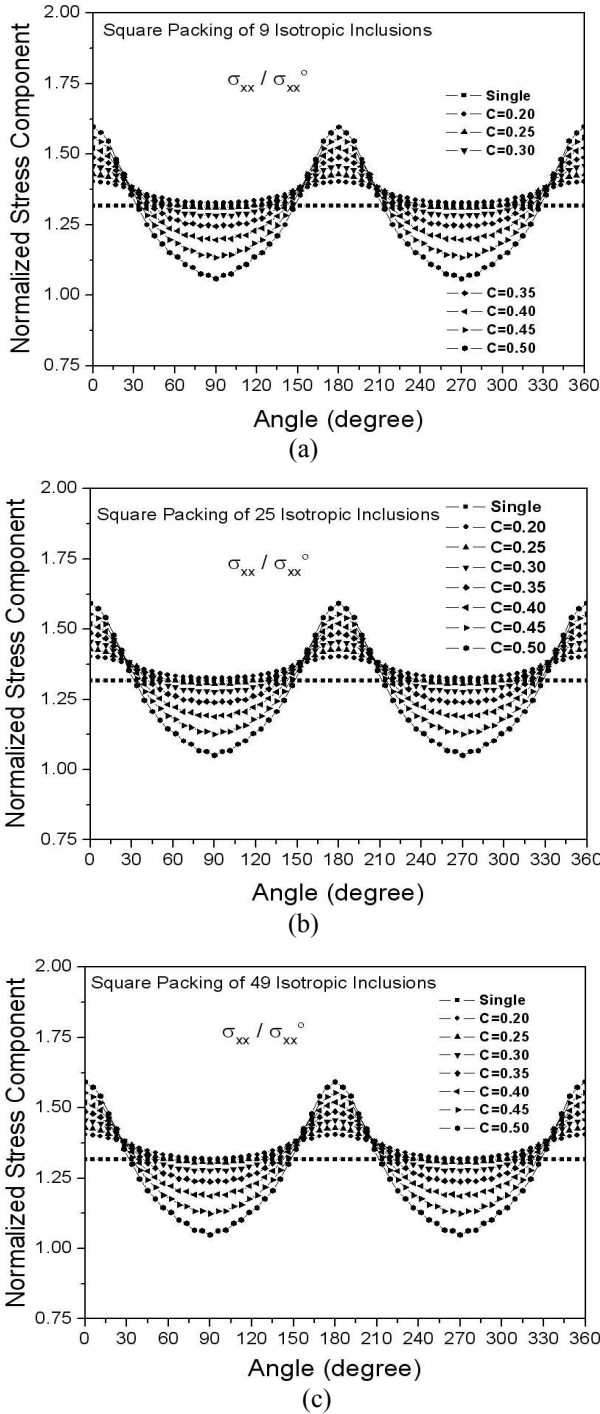 2.00
Square Packing of 9 Isotropic Inclusions
σxx / σxx°
1.75
1.50
1.25
1.00
0.75
Normalized Stress Component
Single
C=0.20
C=0.25
C=0.30
C=0.35
C=0.40
C=0.45
C=0.50
0 30 60 90 120 150 180 210 240 270 300 330 360
Angle (degree)
(a)
2.00
Square Packing of 25 Isotropic Inclusions
σxx / σxx°
1.75
1.50
1.25
1.00
0.75
Normalized Stress Component
Single
C=0.20
C=0.25
C=0.30
C=0.35
C=0.40
C=0.45
C=0.50
0 30 60 90 120 150 180 210 240 270 300 330 360
Angle (degree)
(b)
2.00
Square Packing of 49 Isotropic Inclusions
σxx / σxx°
1.75
1.50
1.25
1.00
0.75
Normalized Stress Component
Single
C=0.20
C=0.25
C=0.30
C=0.35
C=0.40
C=0.45
C=0.50
0 30 60 90 120 150 180 210 240 270 300 330 360
Angle (degree)
(c)